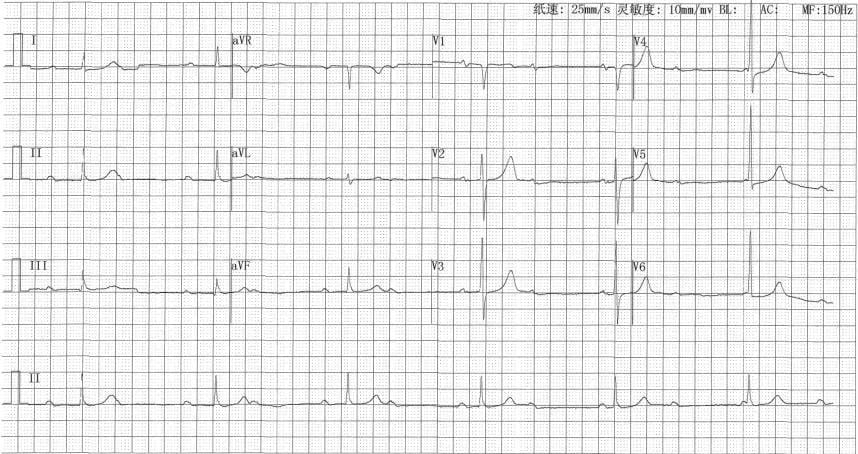 纸速: 25mm/s 灵敏度: 10mm/mv BL: AC: MF:150Hz
I aVR V1 V4
II aVL V2 V5
III aVF V3 V6
II